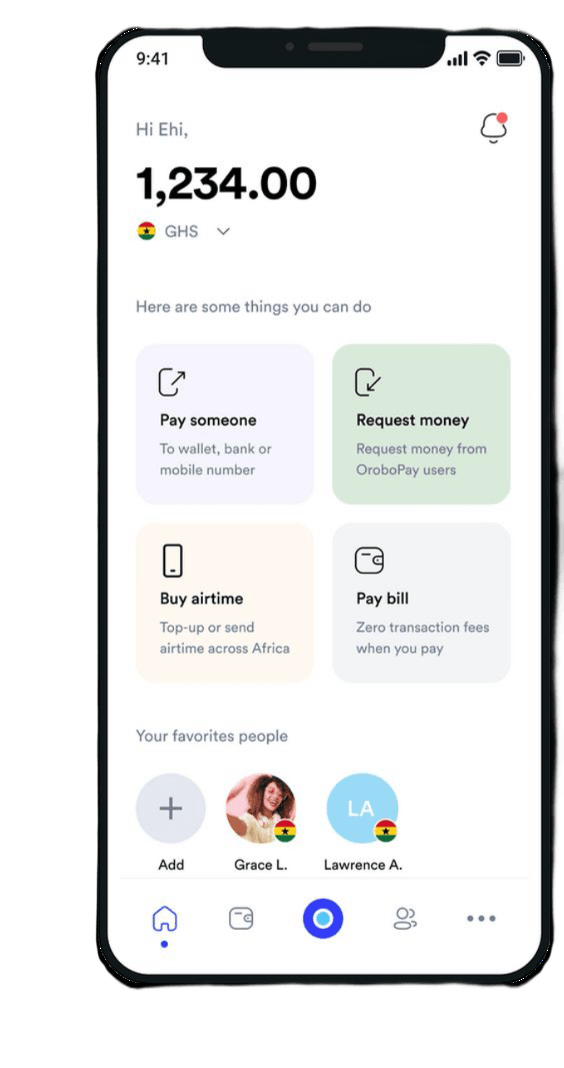 9:41
Hi Ehi,
1,234.00
GHS
Here are some things you can do
Pay someone
To wallet, bank or
mobile number
Request money
Request money from
OroboPay users
Buy airtime
Top-up or send
airtime across Africa
Pay bill
Zero transaction fees
when you pay
Your favorites people
LA
Add
Grace L.
Lawrence A.